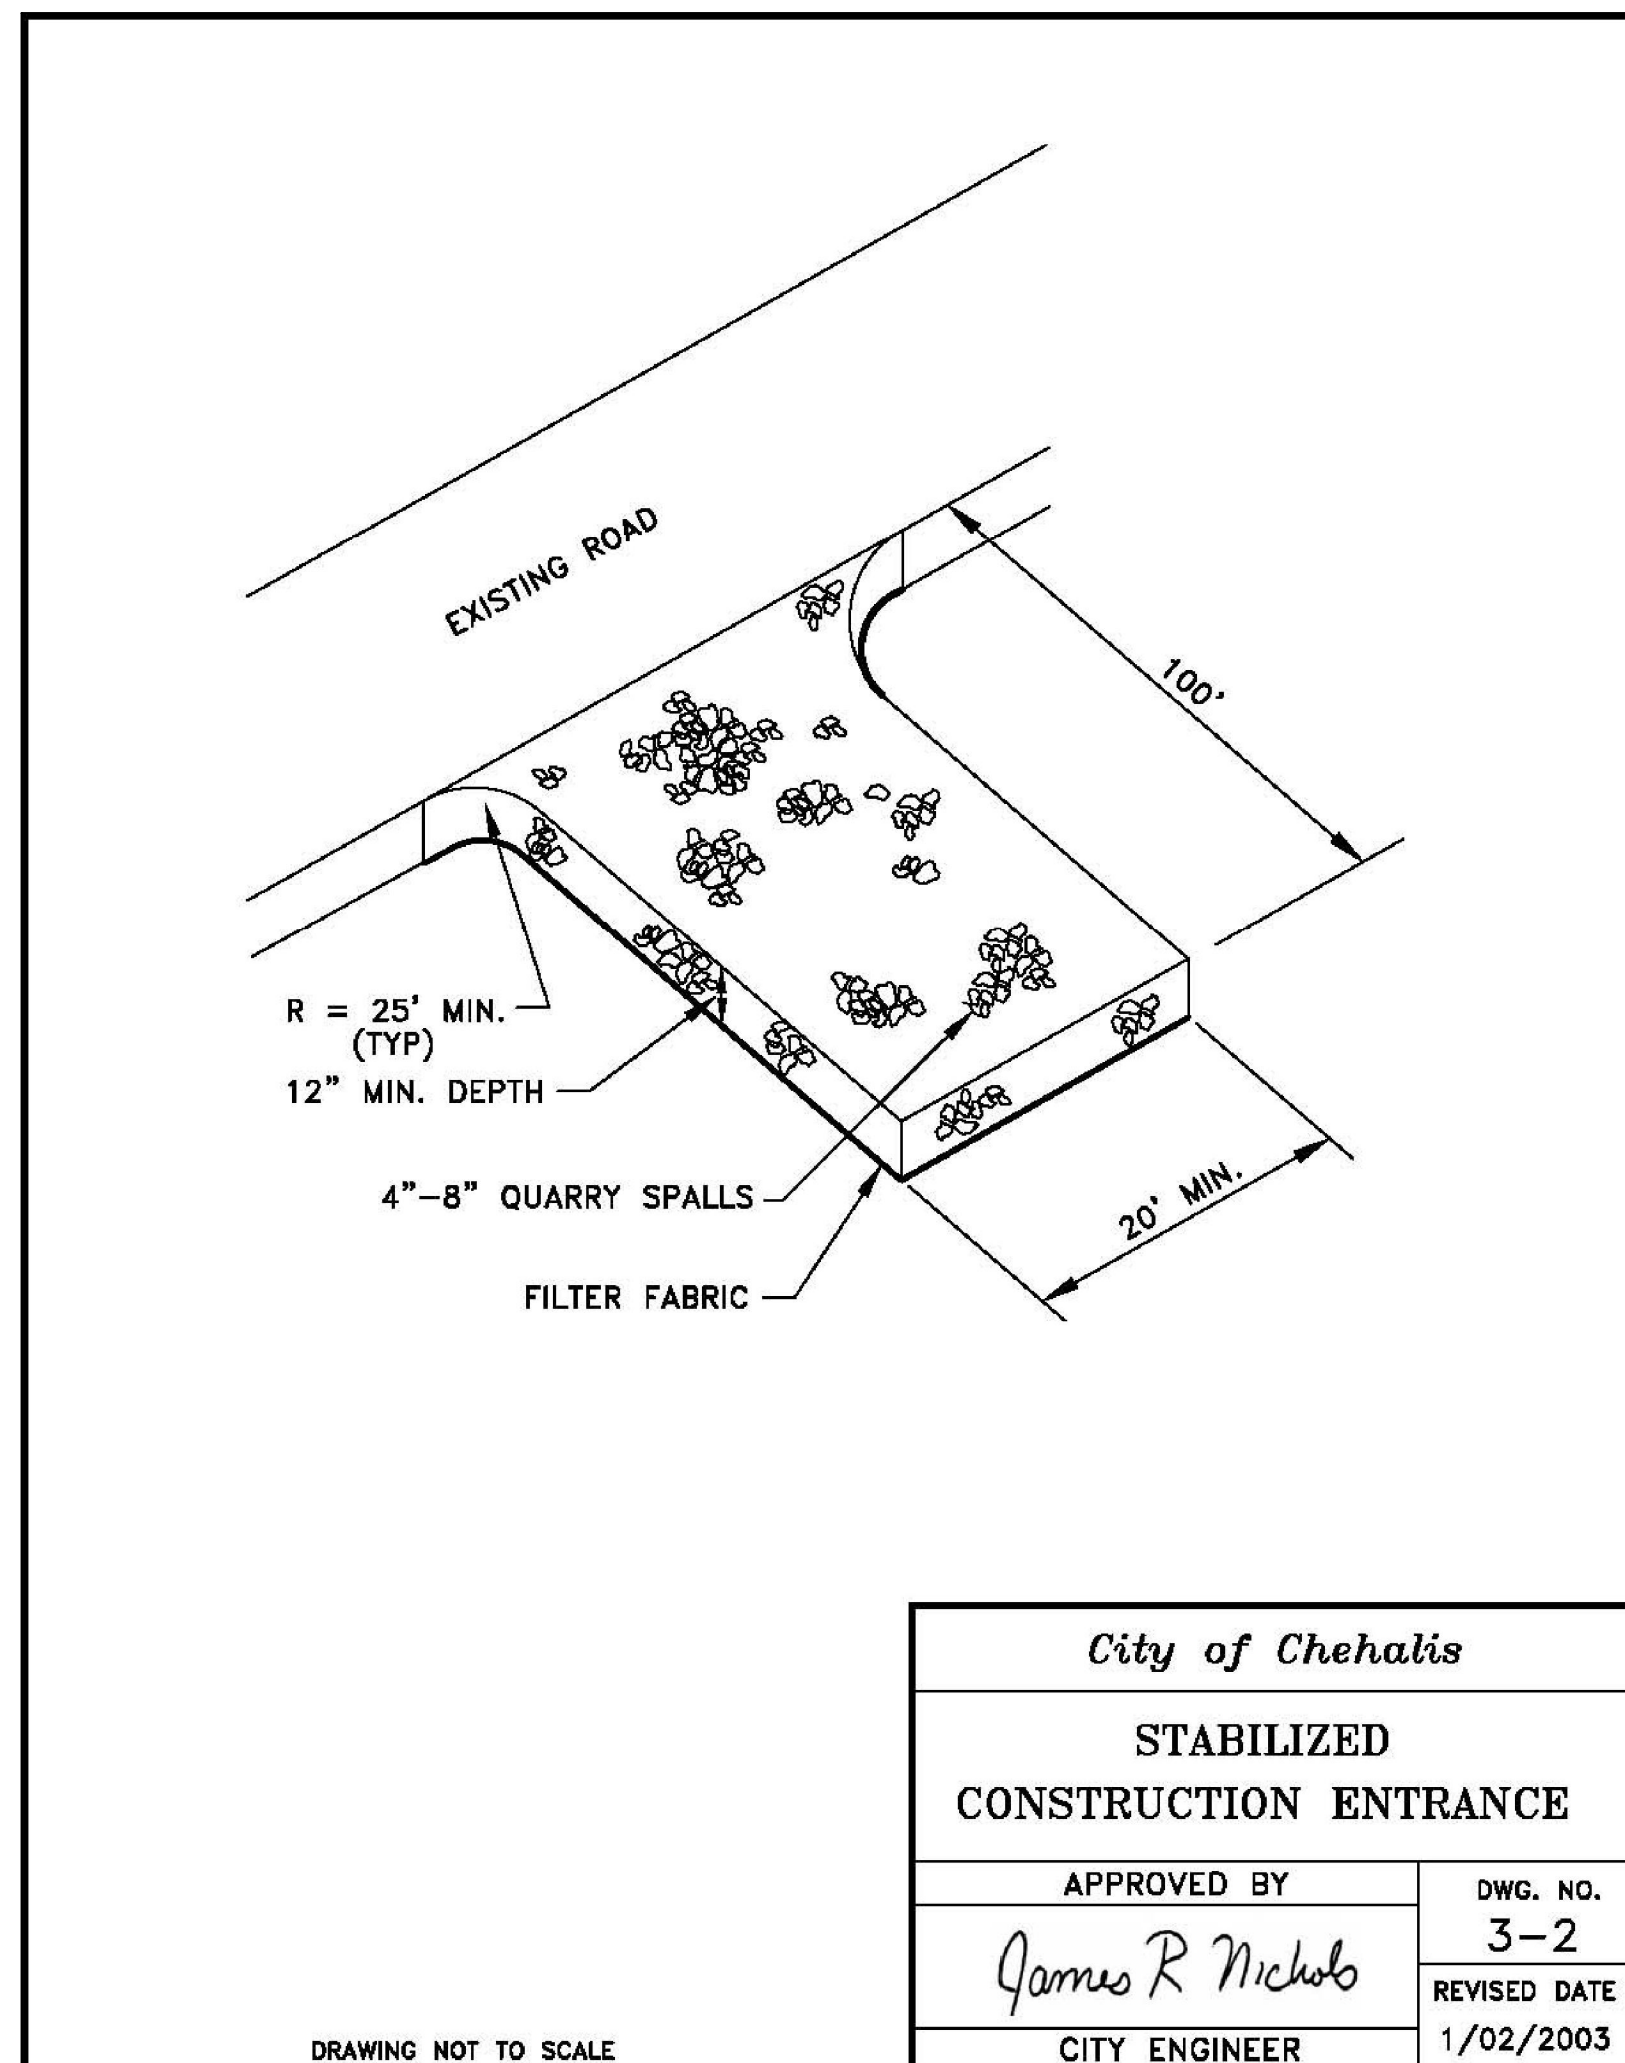 EXISTING ROAD
100'
R = 25' MIN.
(TYP)
12" MIN. DEPTH
4"-8" QUARRY SPALLS
20' MIN.
FILTER FABRIC
City of Chehalis
STABILIZED
CONSTRUCTION ENTRANCE
APPROVED BY
DWG. NO.
3-2
James R Nichols
REVISED DATE
1/02/2003
CITY ENGINEER
DRAWING NOT TO SCALE